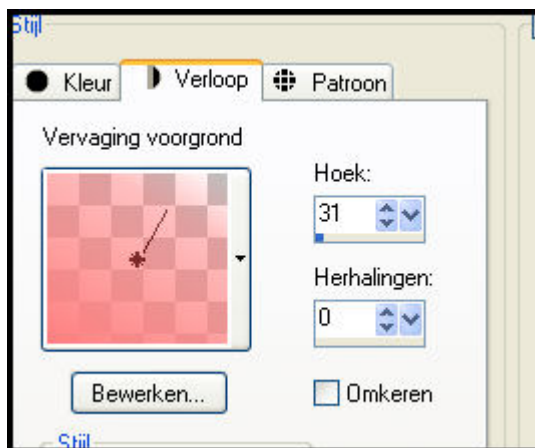 Stijl
Kleur Verloop Patroon
Vervaging voorgrond
Hoek:
31
Herhalingen:
0
Bewerken... Omkeren
Stijl